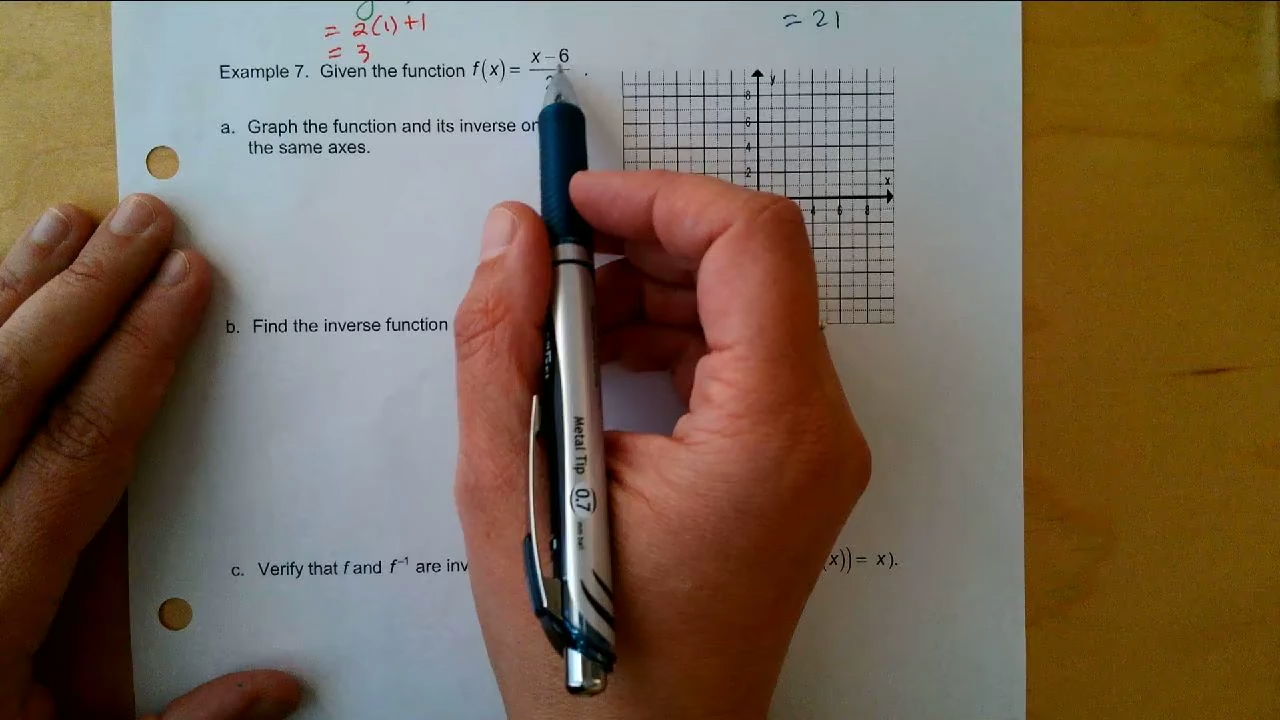 = 2(1)+1
= 3
= 21
Example 7. Given the function f(x) = x – 6
a. Graph the function and its inverse on
the same axes.
y
8
6
4
2
x
4 6 8
b. Find the inverse function
Metal Tip 0.7
c. Verify that f and f⁻¹ are inv x)) = x).